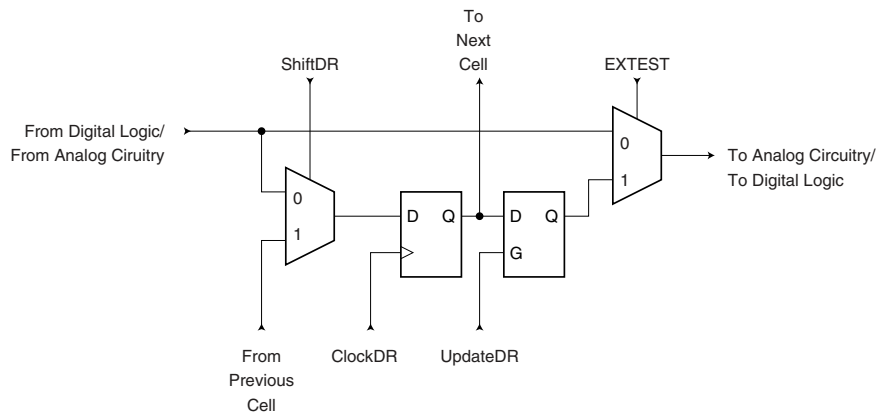 To
Next
Cell
ShiftDR
EXTEST
From Digital Logic/
From Analog Ciruitry
0
1
D Q
D Q
G
0
1
To Analog Circuitry/
To Digital Logic
From
Previous
Cell
ClockDR
UpdateDR